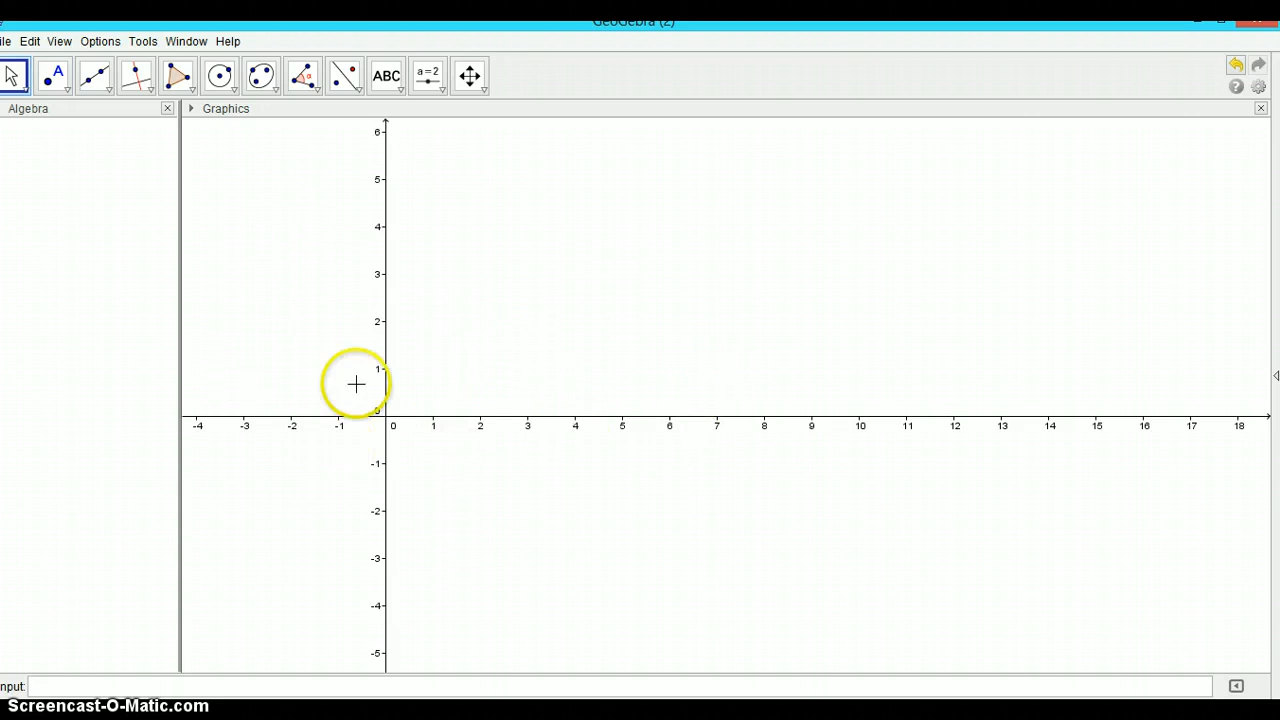 GeoGebra (2)
ile Edit View Options Tools Window Help
A ABC a=2 α
Algebra Graphics
6
5
4
3
2
1
0
-4 -3 -2 -1 0 1 2 3 4 5 6 7 8 9 10 11 12 13 14 15 16 17 18
-1
-2
-3
-4
-5
nput:
Screencast-O-Matic.com